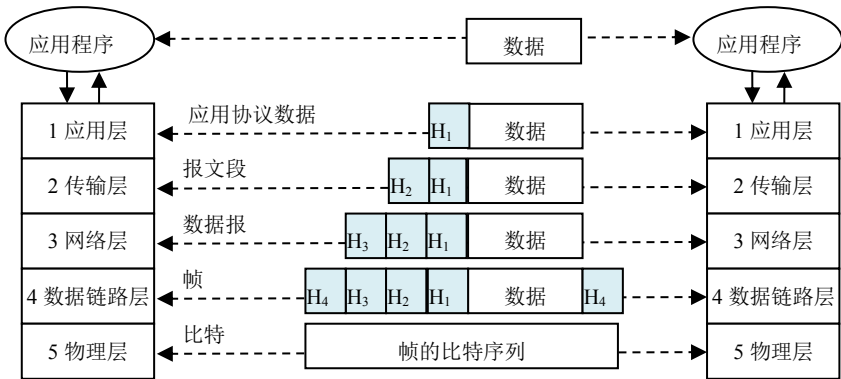 应用程序 数据 应用程序
1 应用层 应用协议数据 H₁ 数据 1 应用层
2 传输层 报文段 H₂ H₁ 数据 2 传输层
3 网络层 数据报 H₃ H₂ H₁ 数据 3 网络层
4 数据链路层 帧 H₄ H₃ H₂ H₁ 数据 H₄ 4 数据链路层
5 物理层 比特 帧的比特序列 5 物理层